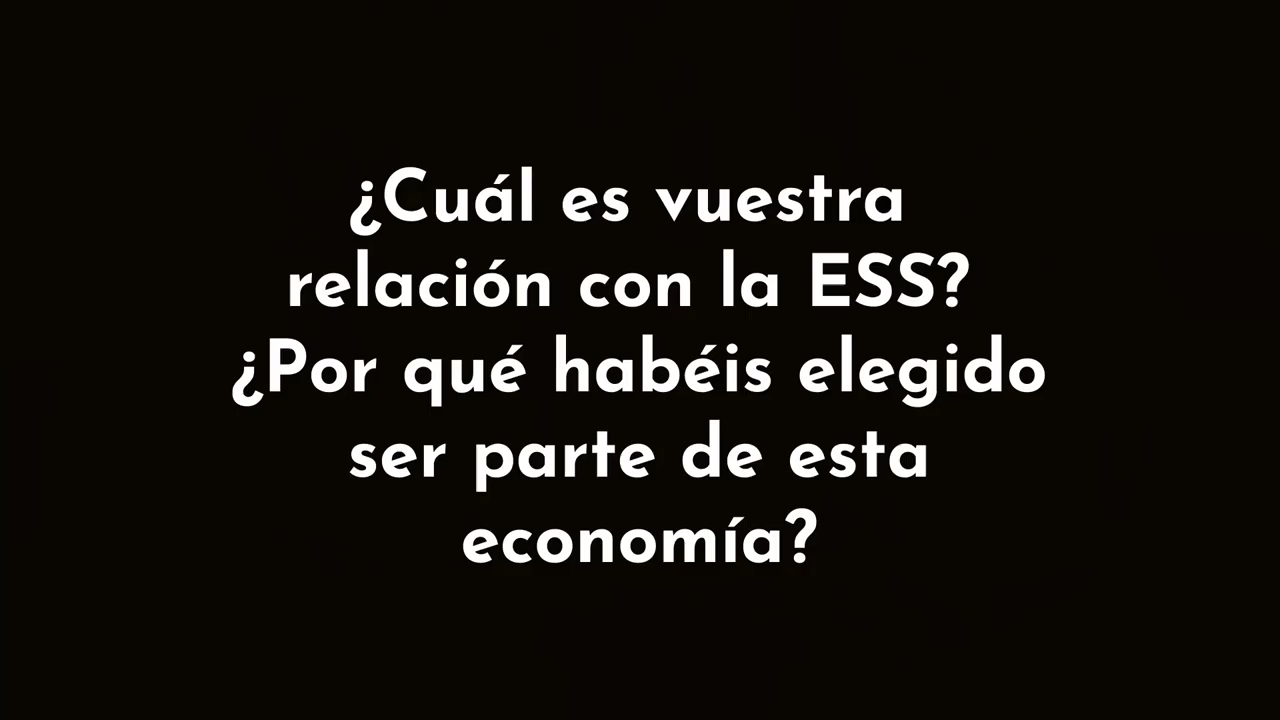 ¿Cuál es vuestra
relación con la ESS?
¿Por qué habéis elegido
ser parte de esta
economía?